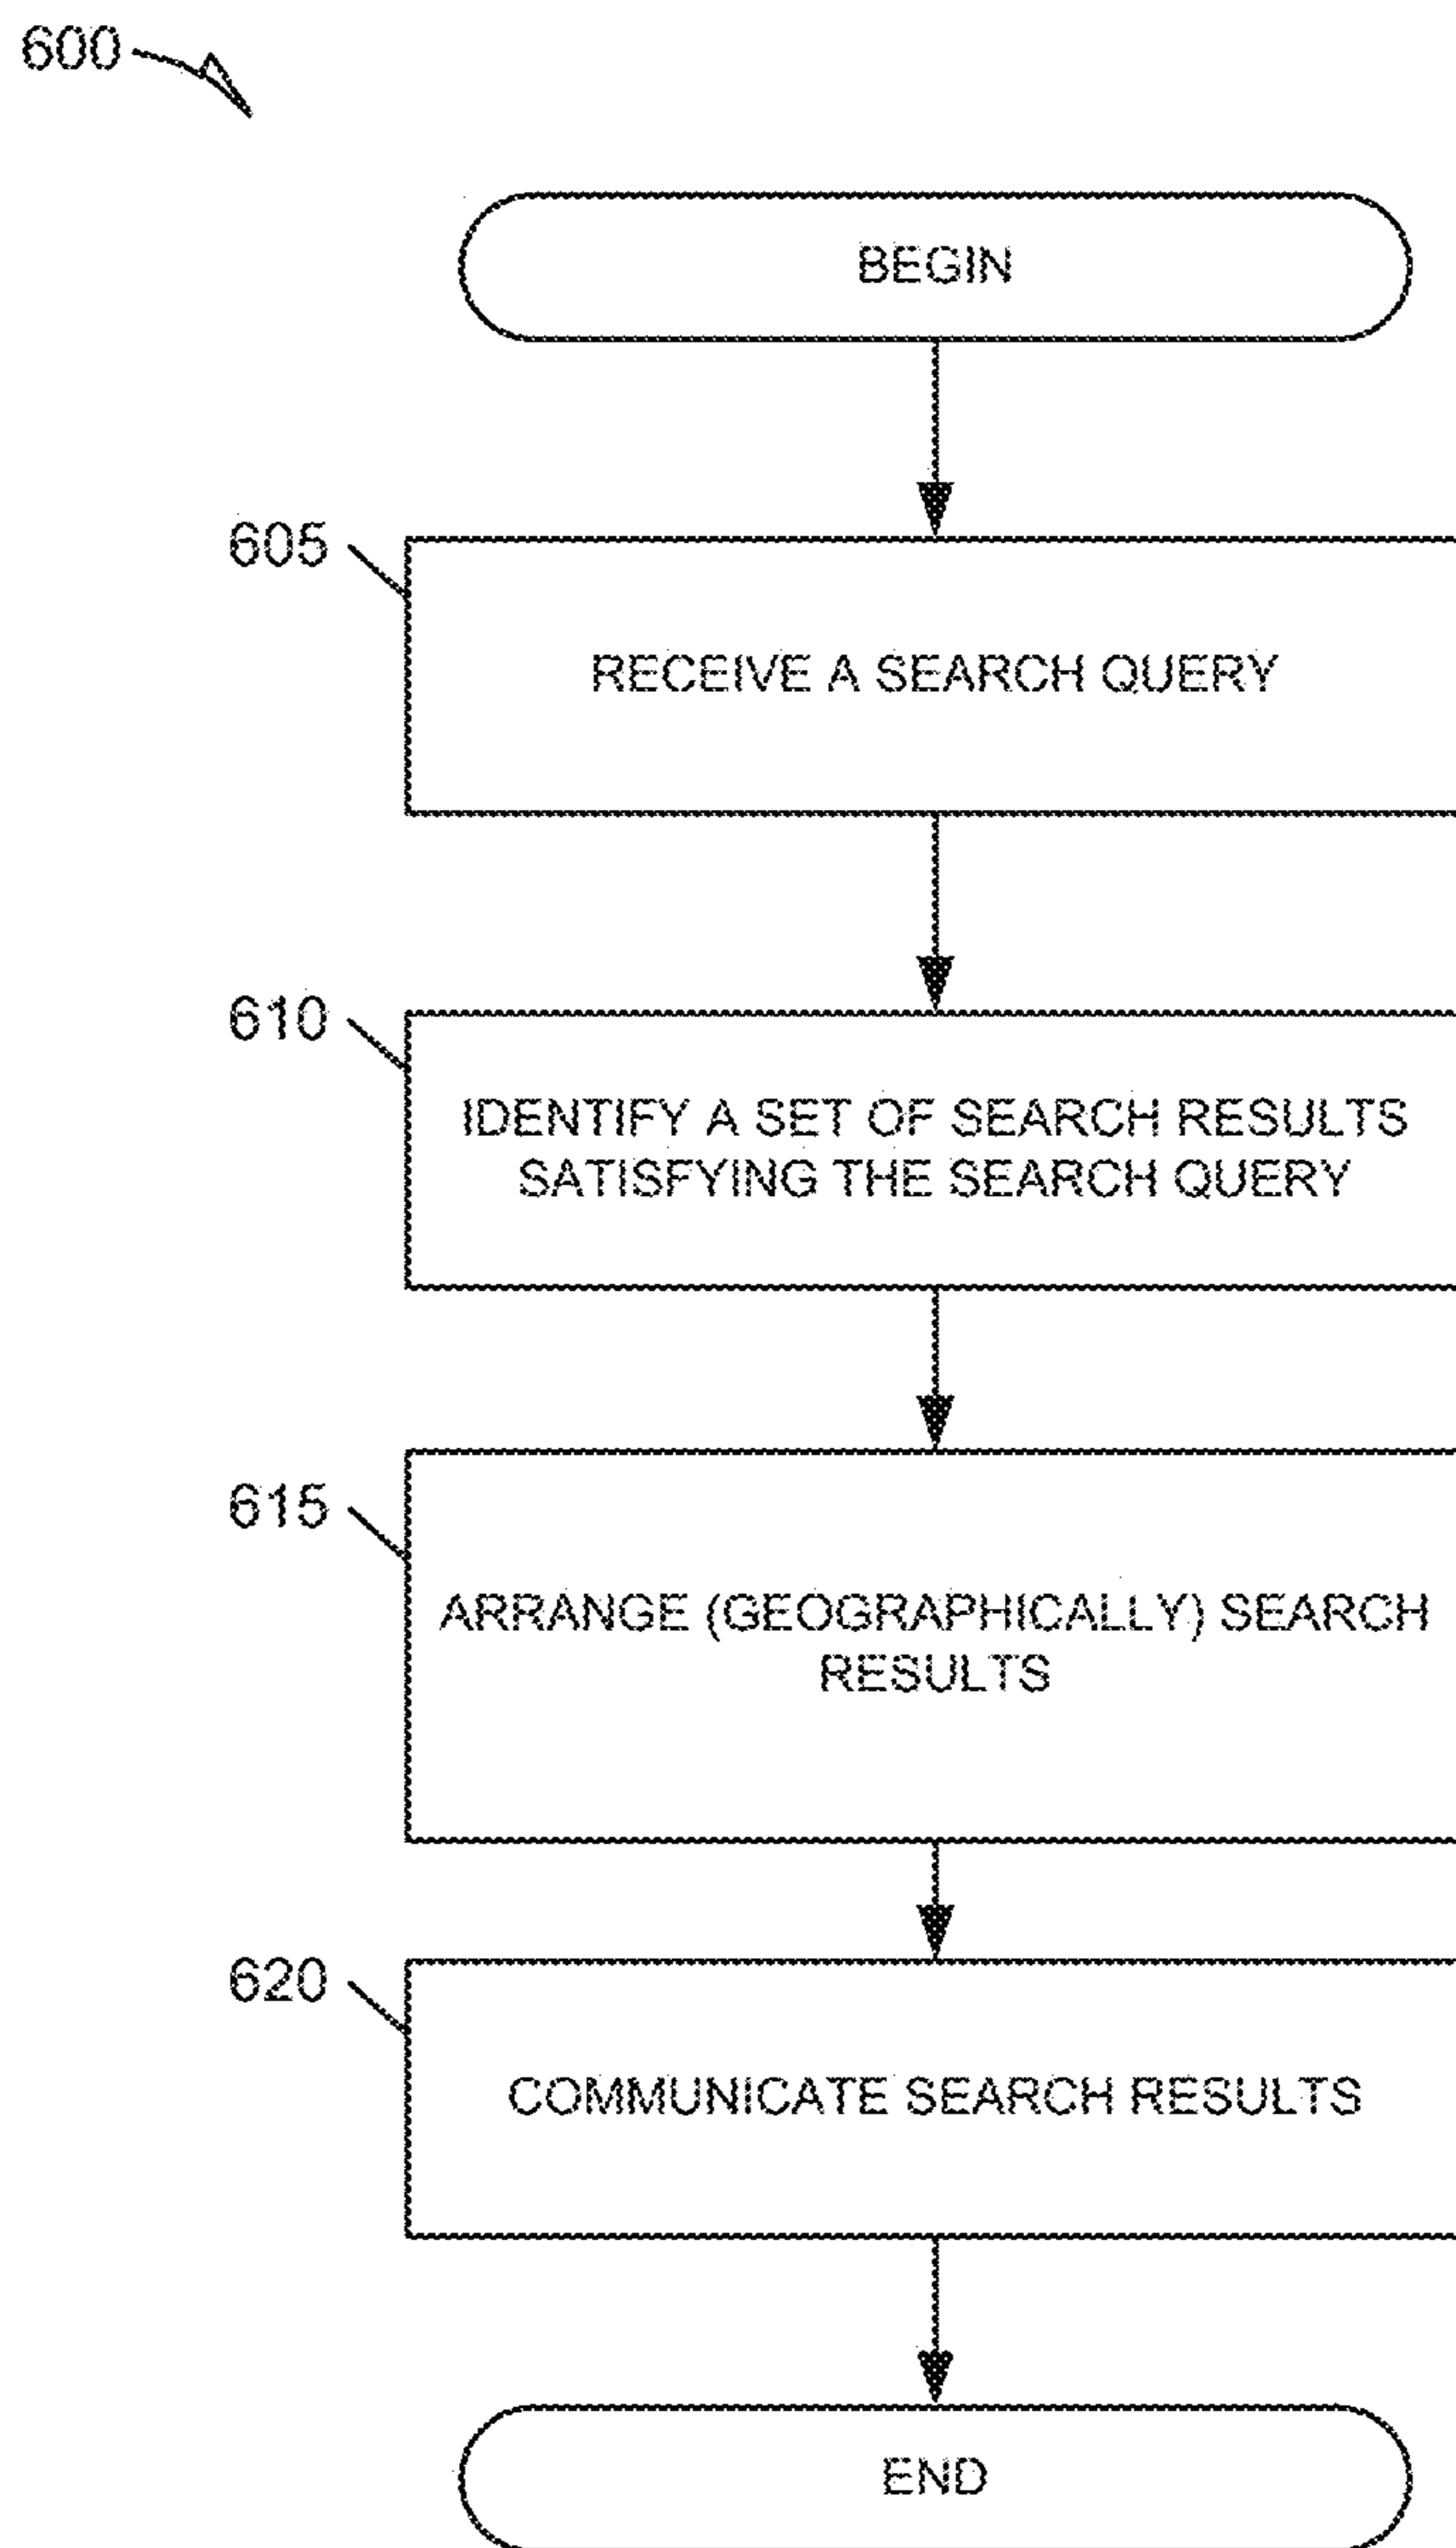 600
BEGIN
605
RECEIVE A SEARCH QUERY
610
IDENTIFY A SET OF SEARCH RESULTS
SATISFYING THE SEARCH QUERY
615
ARRANGE (GEOGRAPHICALLY) SEARCH
RESULTS
620
COMMUNICATE SEARCH RESULTS
END